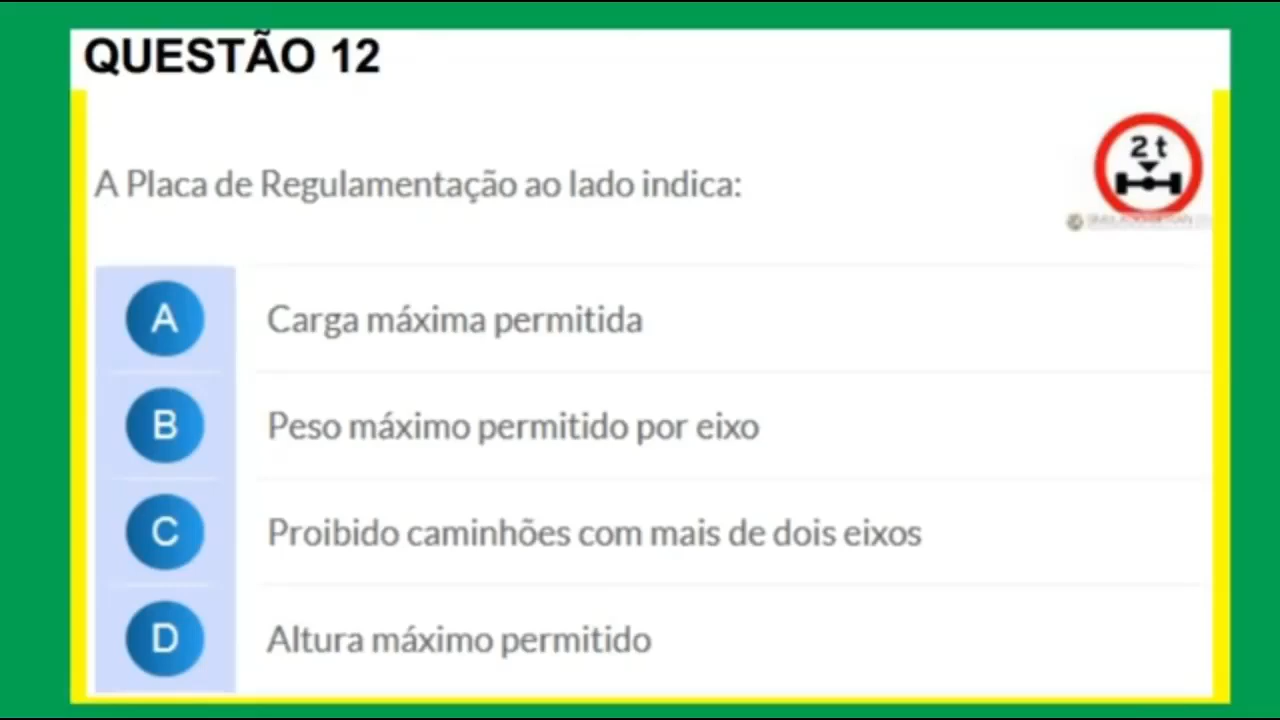 QUESTÃO 12
2 t
A Placa de Regulamentação ao lado indica:
A Carga máxima permitida
B Peso máximo permitido por eixo
C Proibido caminhões com mais de dois eixos
D Altura máximo permitido